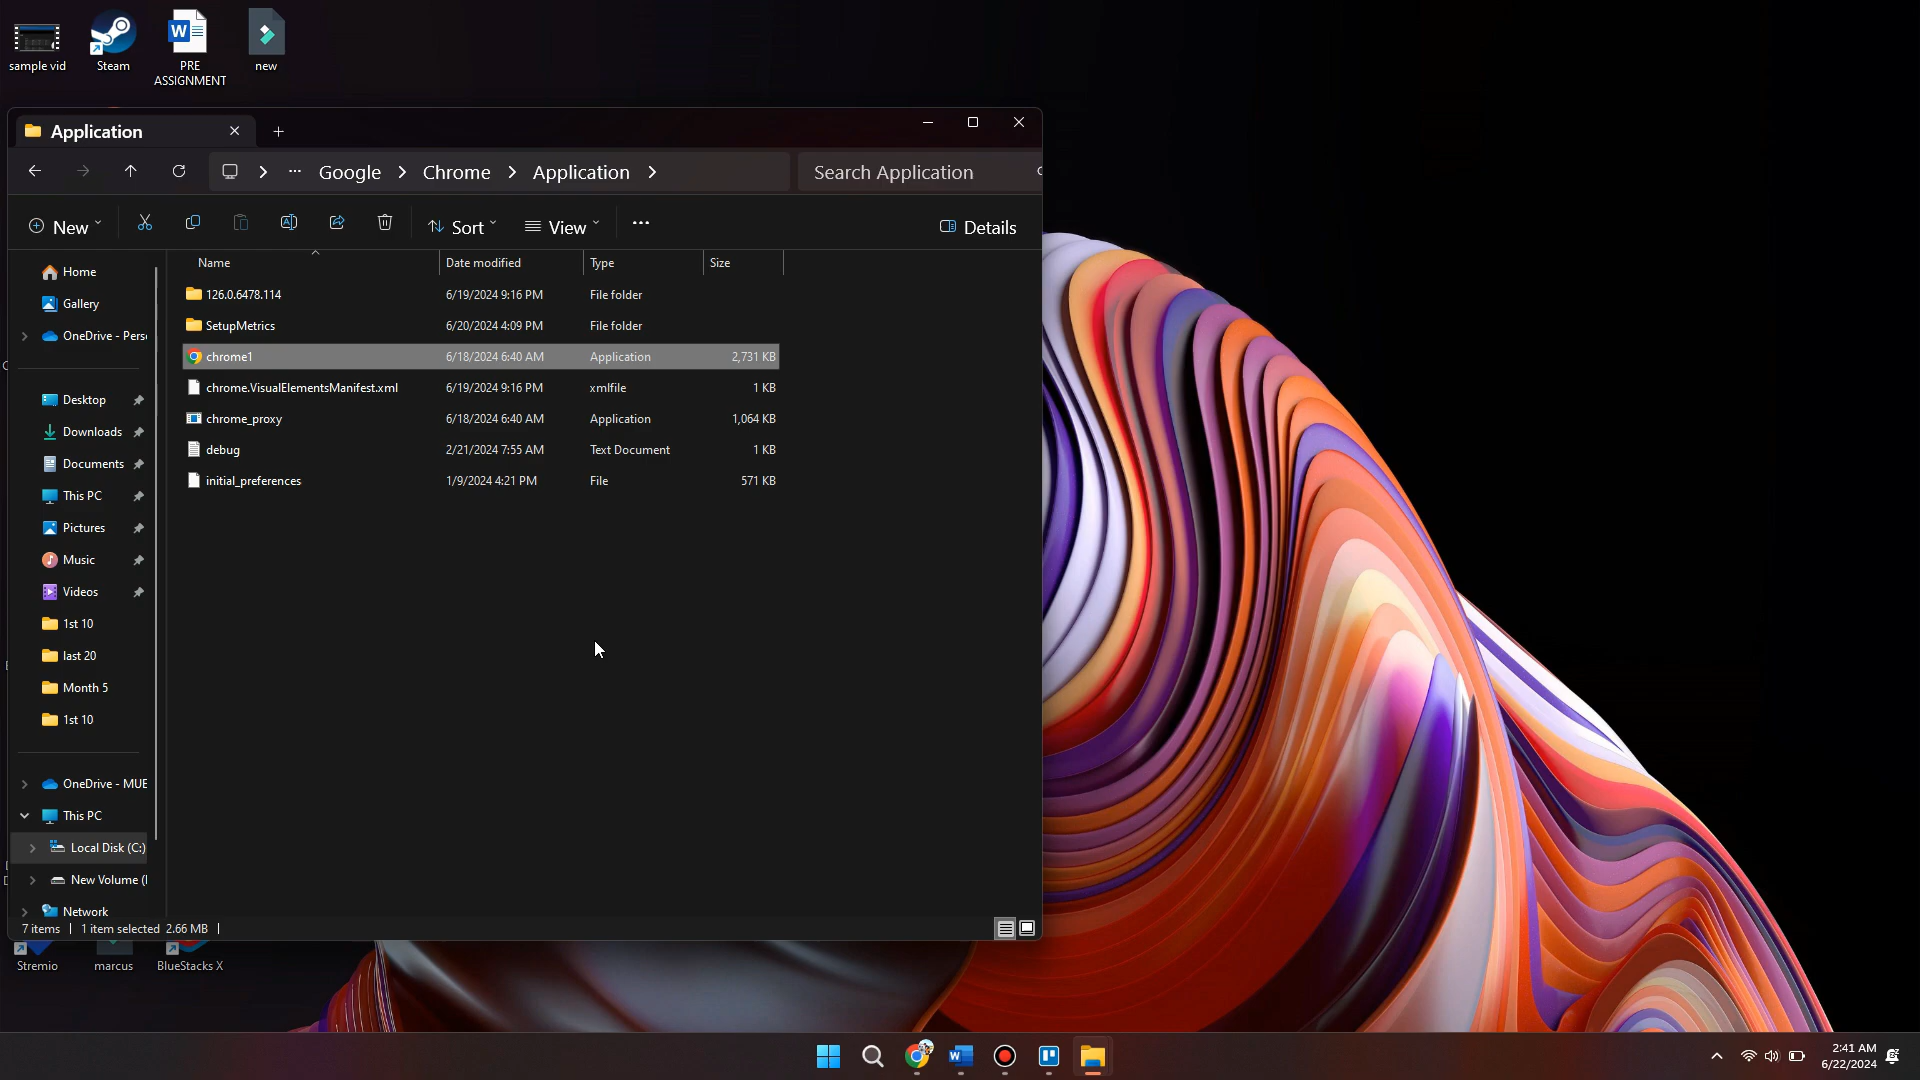 sample vid
Steam
PRE ASSIGNMENT
new
Application
Google
Chrome
Application
Search Application
New
Sort
View
Details
Name Date modified Type Size
126.0.6478.114 6/19/2024 9:16 PM File folder
SetupMetrics 6/20/2024 4:09 PM File folder
chrome1 6/18/2024 6:40 AM Application 2,731 KB
chrome.VisualElementsManifest.xml 6/19/2024 9:16 PM xmlfile 1 KB
chrome_proxy 6/18/2024 6:40 AM Application 1,064 KB
debug 2/21/2024 7:55 AM Text Document 1 KB
initial_preferences 1/9/2024 4:21 PM File 571 KB
Home
Gallery
OneDrive - Pers
Desktop
Downloads
Documents
This PC
Pictures
Music
Videos
1st 10
last 20
Month 5
1st 10
OneDrive - MUE
This PC
Local Disk (C:)
New Volume (
Network
7 items 1 item selected 2.66 MB
Stremio
marcus
BlueStacks X
2:41 AM
6/22/2024